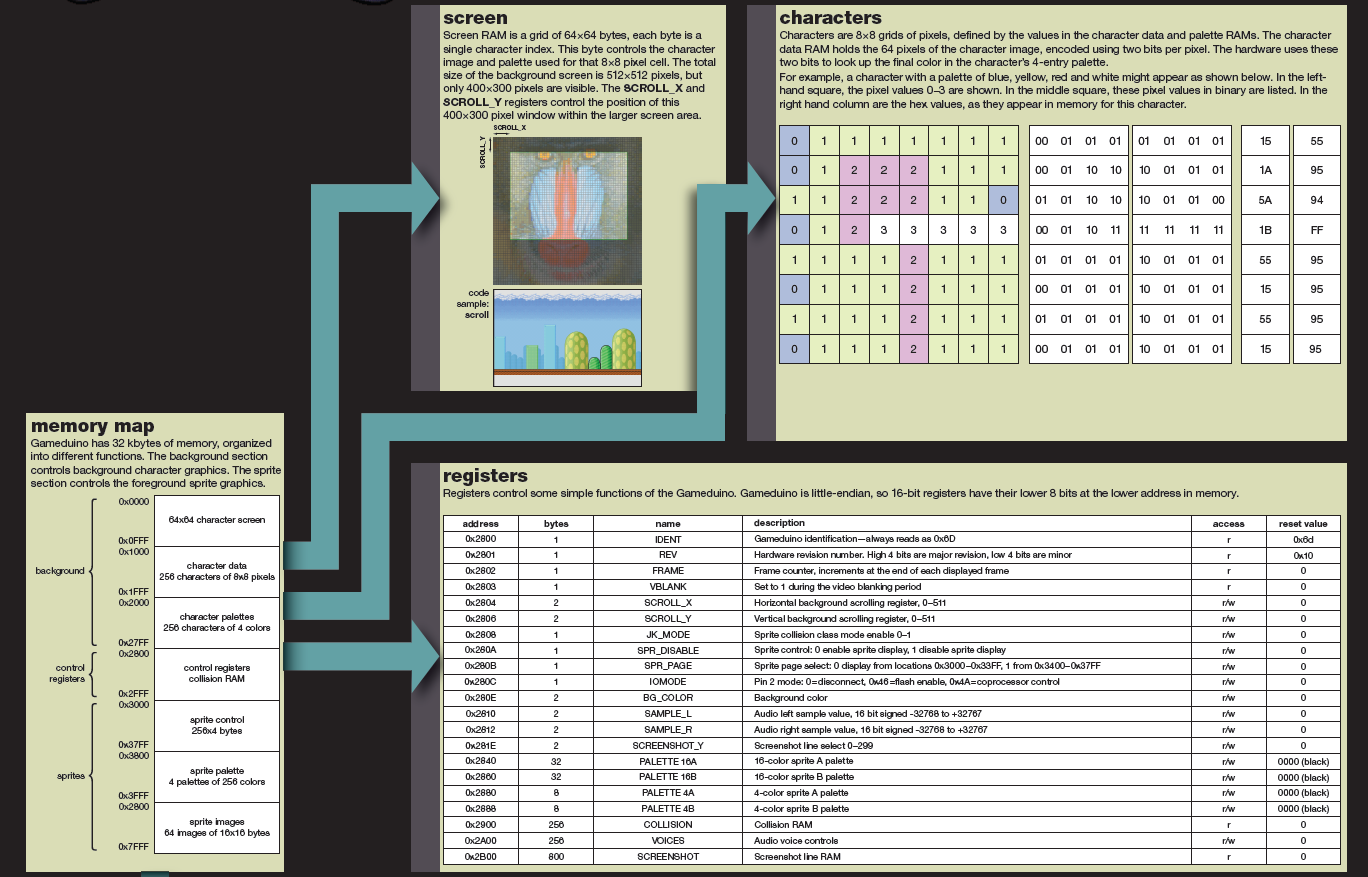 screen
Screen RAM is a grid of 64×64 bytes, each byte is a
single character index. This byte controls the character
image and palette used for that 8×8 pixel cell. The total
size of the background screen is 512×512 pixels, but
only 400×300 pixels are visible. The SCROLL_X and
SCROLL_Y registers control the position of this
400×300 pixel window within the larger screen area.
SCROLL_X
SCROLL_Y
code
sample:
scroll
characters
Characters are 8×8 grids of pixels, defined by the values in the character data and palette RAMs. The character
data RAM holds the 64 pixels of the character image, encoded using two bits per pixel. The hardware uses these
two bits to look up the final color in the character's 4-entry palette.
For example, a character with a palette of blue, yellow, red and white might appear as shown below. In the left-
hand square, the pixel values 0–3 are shown. In the middle square, these pixel values in binary are listed. In the
right hand column are the hex values, as they appear in memory for this character.
0 1 1 1 1 1 1 1 00 01 01 01 01 01 01 01 15 55
0 1 2 2 2 1 1 1 00 01 10 10 10 01 01 01 1A 95
1 1 2 2 2 1 1 0 01 01 10 10 10 01 01 00 5A 94
0 1 2 3 3 3 3 3 00 01 10 11 11 11 11 11 1B FF
1 1 1 1 2 1 1 1 01 01 01 01 10 01 01 01 55 95
0 1 1 1 2 1 1 1 00 01 01 01 10 01 01 01 15 95
1 1 1 1 2 1 1 1 01 01 01 01 10 01 01 01 55 95
0 1 1 1 2 1 1 1 00 01 01 01 10 01 01 01 15 95
memory map
Gameduino has 32 kbytes of memory, organized
into different functions. The background section
controls background character graphics. The sprite
section controls the foreground sprite graphics.
0x0000
64x64 character screen
0x0FFF
0x1000
background
character data
256 characters of 8x8 pixels
0x1FFF
0x2000
character palettes
256 characters of 4 colors
0x27FF
0x2800
control
registers
control registers
collision RAM
0x2FFF
0x3000
sprite control
256x4 bytes
0x37FF
0x3800
sprites
sprite palette
4 palettes of 256 colors
0x3FFF
0x2800
sprite images
64 images of 16x16 bytes
0x7FFF
registers
Registers control some simple functions of the Gameduino. Gameduino is little-endian, so 16-bit registers have their lower 8 bits at the lower address in memory.
address bytes name description access reset value
0x2800 1 IDENT Gameduino identification—always reads as 0x6D r 0x6d
0x2801 1 REV Hardware revision number. High 4 bits are major revision, low 4 bits are minor r 0x10
0x2802 1 FRAME Frame counter, increments at the end of each displayed frame r 0
0x2803 1 VBLANK Set to 1 during the video blanking period r 0
0x2804 2 SCROLL_X Horizontal background scrolling register, 0–511 r/w 0
0x2806 2 SCROLL_Y Vertical background scrolling register, 0–511 r/w 0
0x2808 1 JK_MODE Sprite collision class mode enable 0–1 r/w 0
0x280A 1 SPR_DISABLE Sprite control: 0 enable sprite display, 1 disable sprite display r/w 0
0x280B 1 SPR_PAGE Sprite page select: 0 display from locations 0x3000–0x33FF, 1 from 0x3400–0x37FF r/w 0
0x280C 1 IOMODE Pin 2 mode: 0=disconnect, 0x46=flash enable, 0x4A=coprocessor control r/w 0
0x280E 2 BG_COLOR Background color r/w 0
0x2810 2 SAMPLE_L Audio left sample value, 16 bit signed -32768 to +32767 r/w 0
0x2812 2 SAMPLE_R Audio right sample value, 16 bit signed -32768 to +32767 r/w 0
0x281E 2 SCREENSHOT_Y Screenshot line select 0–299 r/w 0
0x2840 32 PALETTE 16A 16-color sprite A palette r/w 0000 (black)
0x2860 32 PALETTE 16B 16-color sprite B palette r/w 0000 (black)
0x2880 8 PALETTE 4A 4-color sprite A palette r/w 0000 (black)
0x2888 8 PALETTE 4B 4-color sprite B palette r/w 0000 (black)
0x2900 256 COLLISION Collision RAM r 0
0x2A00 256 VOICES Audio voice controls r/w 0
0x2B00 800 SCREENSHOT Screenshot line RAM r 0